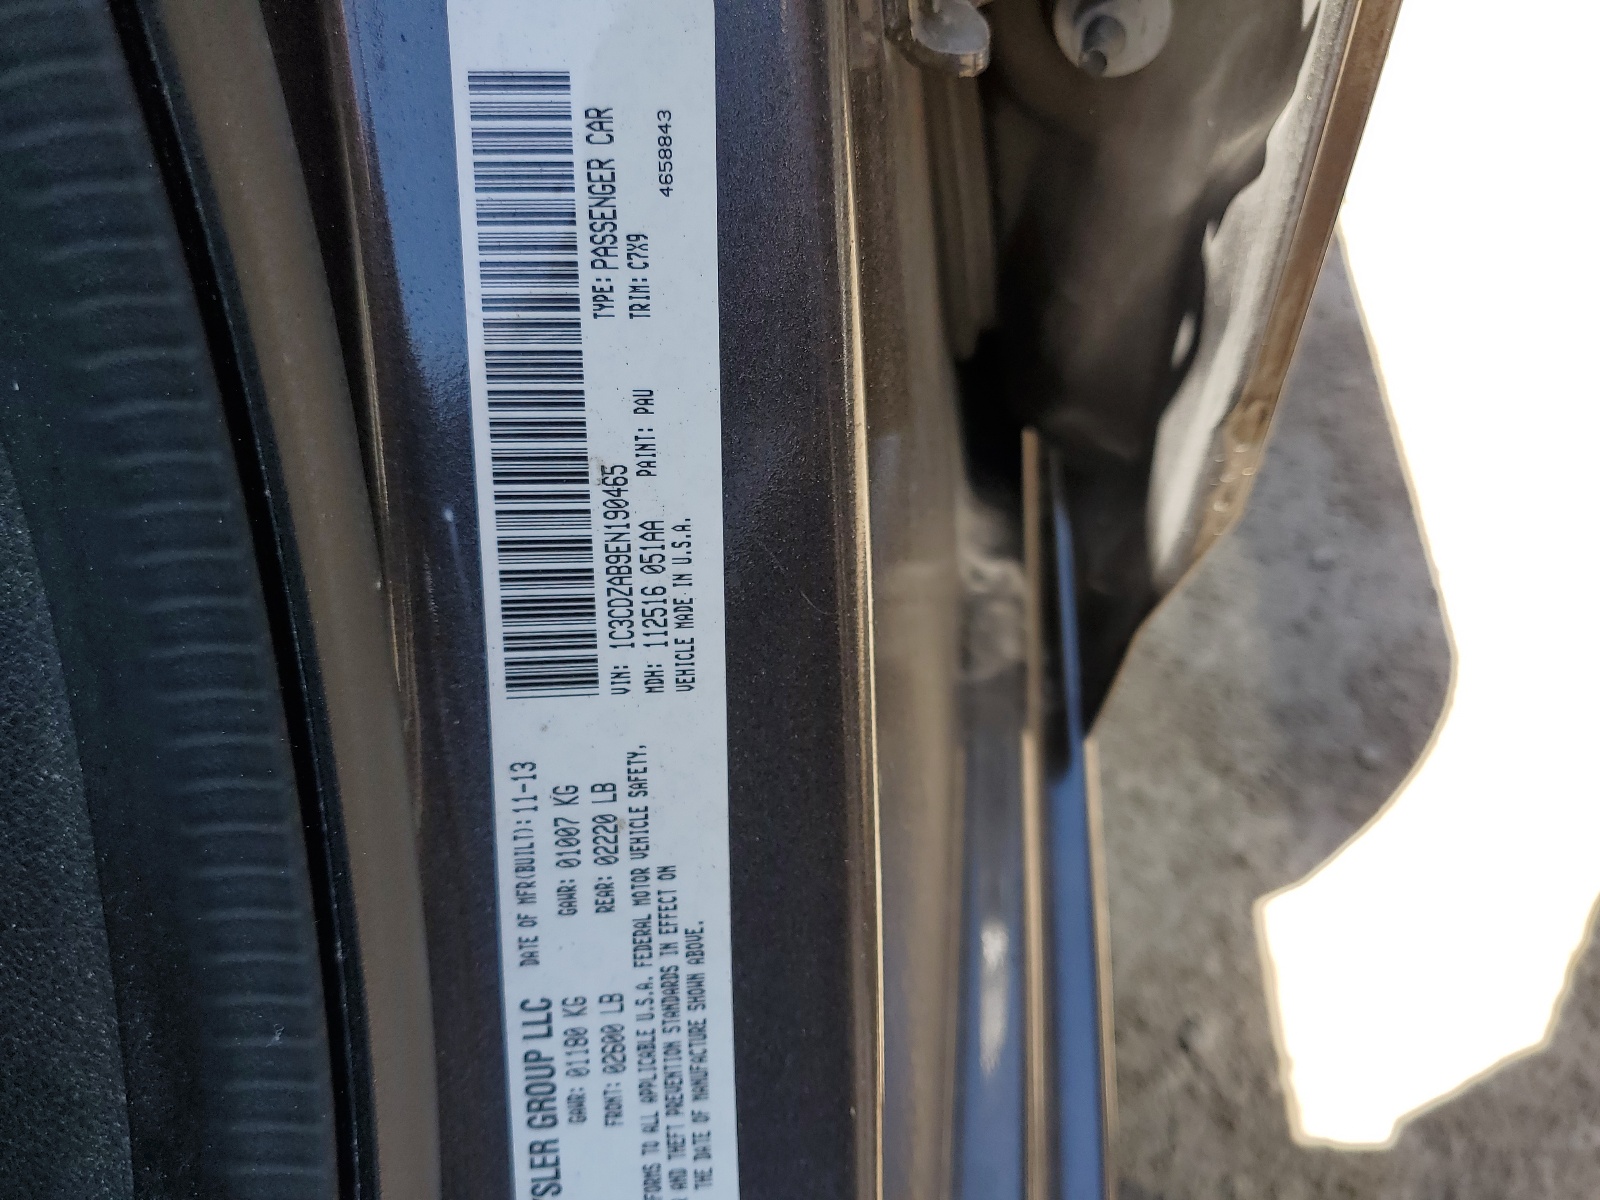 YSLER GROUP LLC DATE OF MFR(BUILT): 11-13
GAWR: 01180 KG GAWR: 01007 KG
FRONT: 02600 LB REAR: 02220 LB
FORMS TO ALL APPLICABLE U.S.A. FEDERAL MOTOR VEHICLE SAFETY,
AND THEFT PREVENTION STANDARDS IN EFFECT ON
THE DATE OF MANUFACTURE SHOWN ABOVE.
VIN: 1C3CDZAB9EN190465 TYPE: PASSENGER CAR
MDH: 112516 051AA PAINT: PAU TRIM: C7X9
VEHICLE MADE IN U.S.A. 4658843